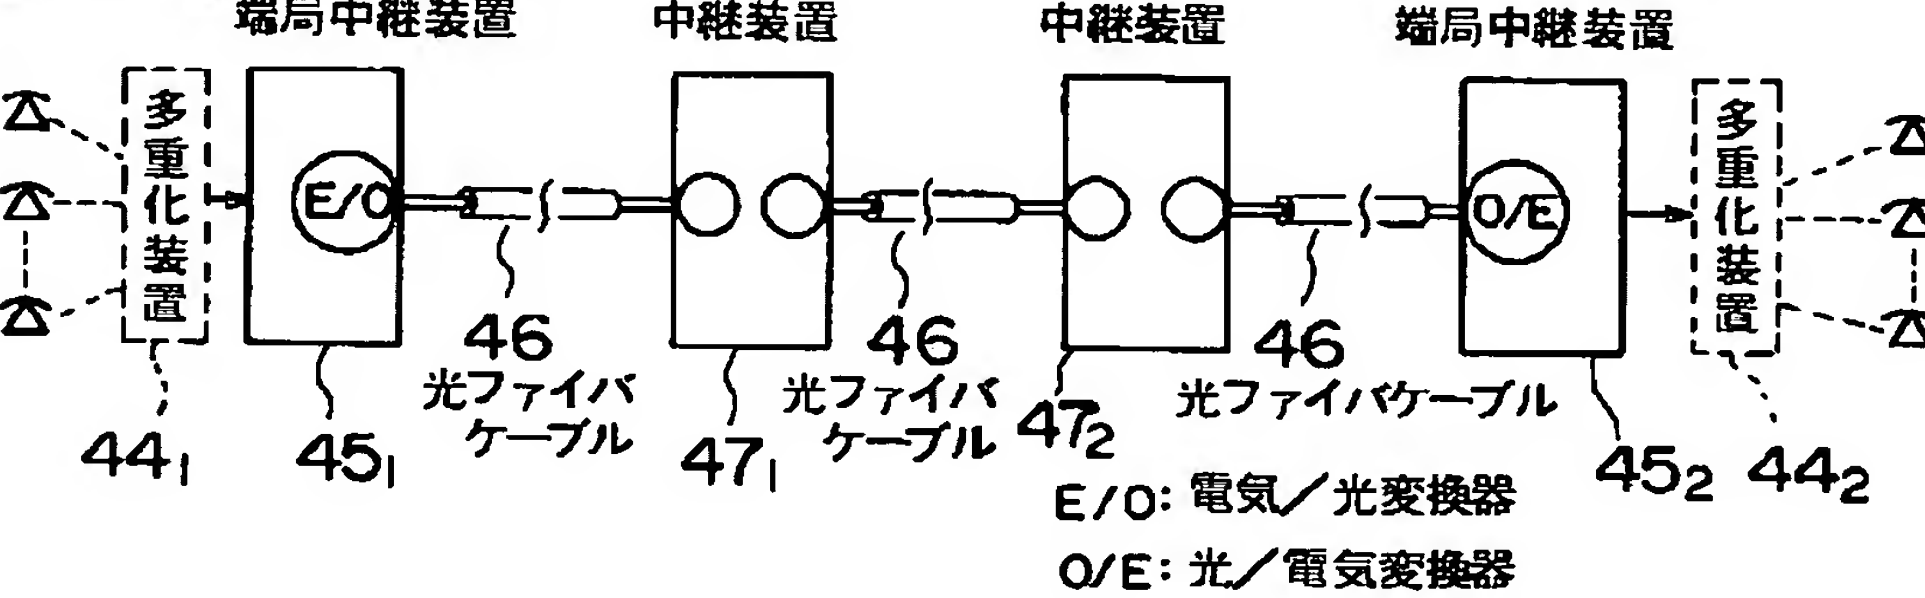 端局中継装置
中継装置
中継装置
端局中継装置
多重化装置
E/O
O/E
多重化装置
46
光ファイバ
ケーブル
46
光ファイバ
ケーブル
46
光ファイバケーブル
44₁
45₁
47₁
47₂
45₂
44₂
E/O: 電気/光変換器
O/E: 光/電気変換器